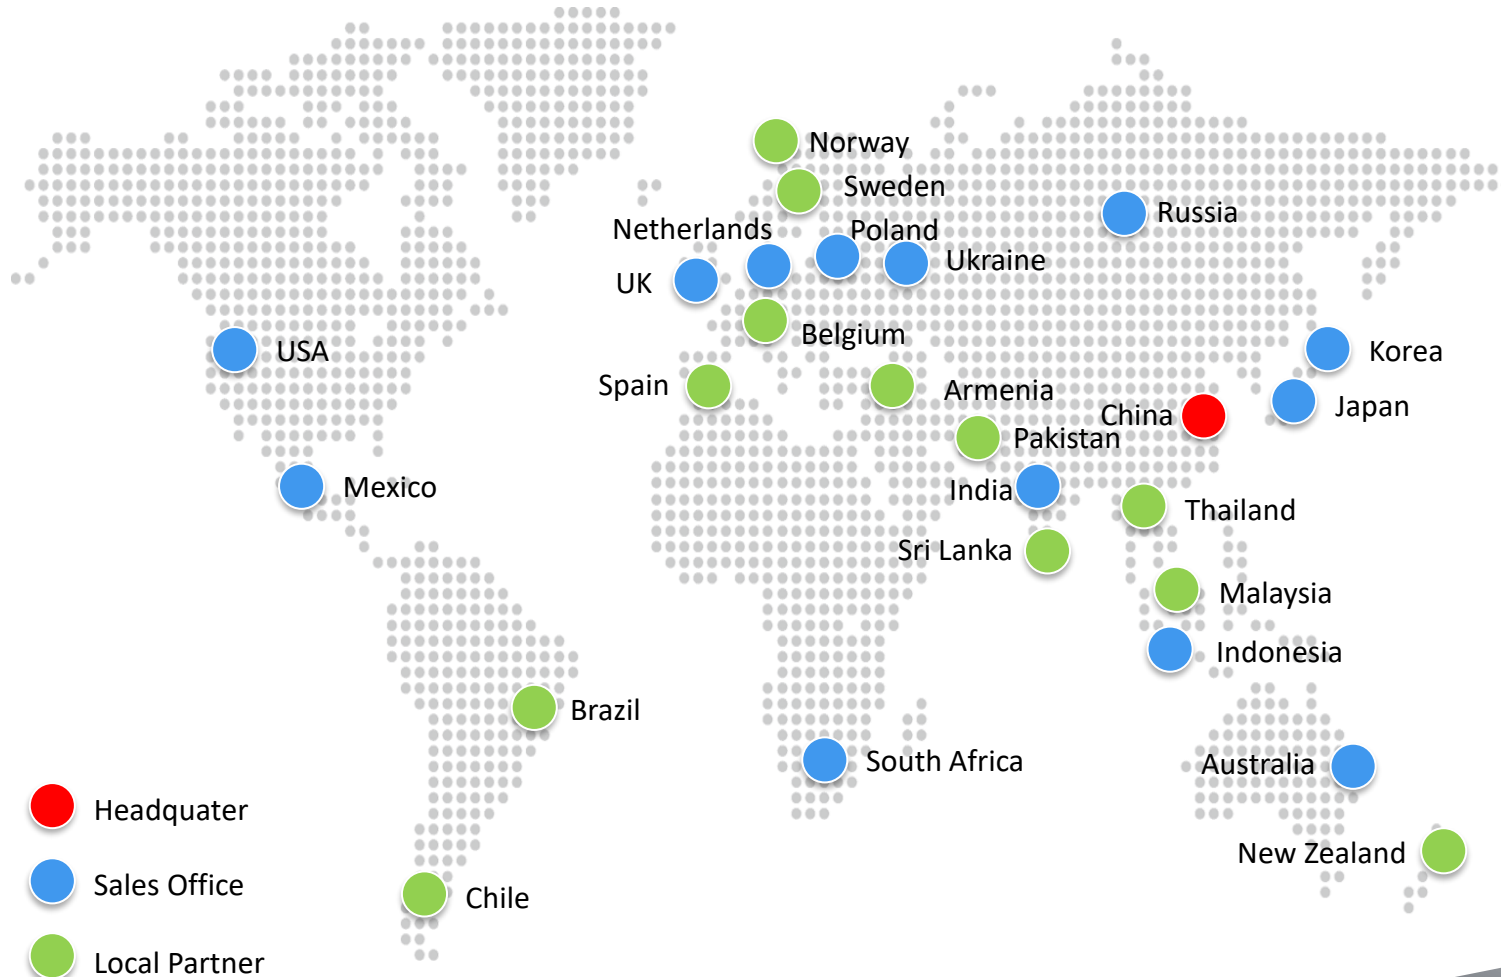 Norway
Sweden
Russia
Netherlands
Poland
Ukraine
UK
Belgium
USA
Korea
Spain
Armenia
China
Japan
Pakistan
Mexico
India
Thailand
Sri Lanka
Malaysia
Indonesia
Brazil
South Africa
Australia
Headquater
New Zealand
Sales Office
Chile
Local Partner